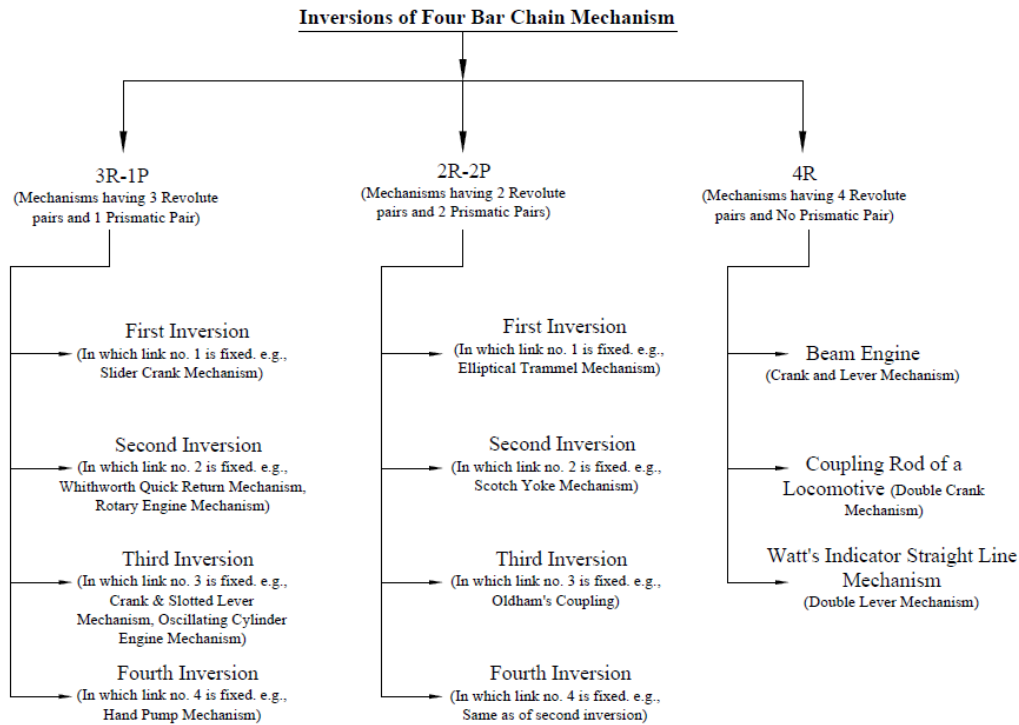 Inversions of Four Bar Chain Mechanism
3R-1P
(Mechanisms having 3 Revolute
pairs and 1 Prismatic Pair)
First Inversion
(In which link no. 1 is fixed. e.g.,
Slider Crank Mechanism)
Second Inversion
(In which link no. 2 is fixed. e.g.,
Whithworth Quick Return Mechanism,
Rotary Engine Mechanism)
Third Inversion
(In which link no. 3 is fixed. e.g.,
Crank & Slotted Lever
Mechanism, Oscillating Cylinder
Engine Mechanism)
Fourth Inversion
(In which link no. 4 is fixed. e.g.,
Hand Pump Mechanism)
2R-2P
(Mechanisms having 2 Revolute
pairs and 2 Prismatic Pairs)
First Inversion
(In which link no. 1 is fixed. e.g.,
Elliptical Trammel Mechanism)
Second Inversion
(In which link no. 2 is fixed. e.g.,
Scotch Yoke Mechanism)
Third Inversion
(In which link no. 3 is fixed. e.g.,
Oldham's Coupling)
Fourth Inversion
(In which link no. 4 is fixed. e.g.,
Same as of second inversion)
4R
(Mechanisms having 4 Revolute
pairs and No Prismatic Pair)
Beam Engine
(Crank and Lever Mechanism)
Coupling Rod of a
Locomotive (Double Crank
Mechanism)
Watt's Indicator Straight Line
Mechanism
(Double Lever Mechanism)